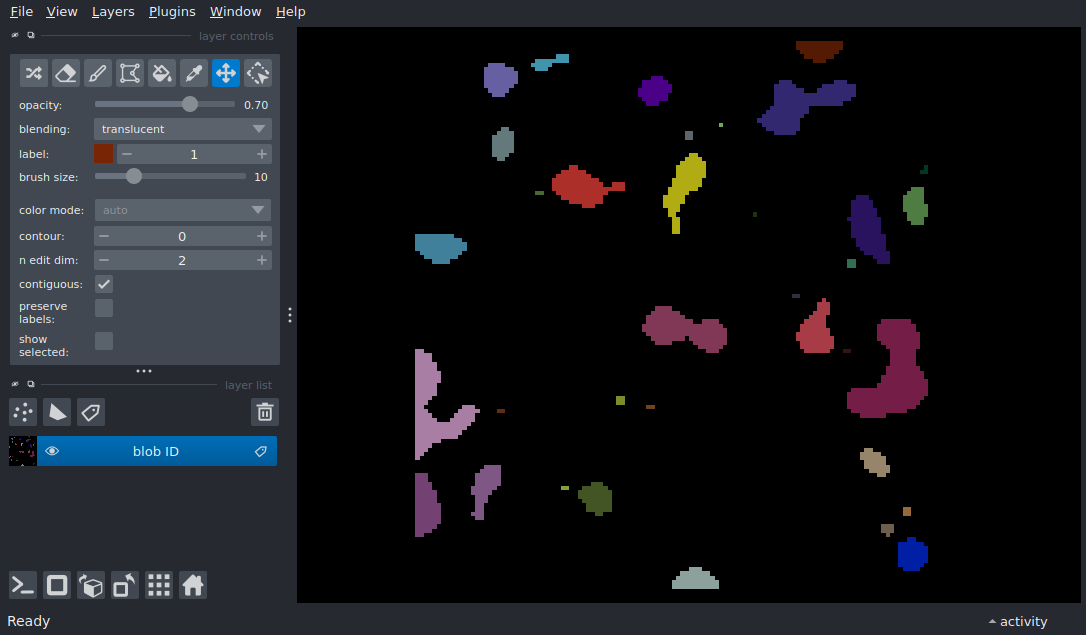 File View Layers Plugins Window Help
layer controls
opacity: 0.70
blending: translucent
label: 1
brush size: 10
color mode: auto
contour: 0
n edit dim: 2
contiguous:
preserve
labels:
show
selected:
layer list
blob ID
Ready activity